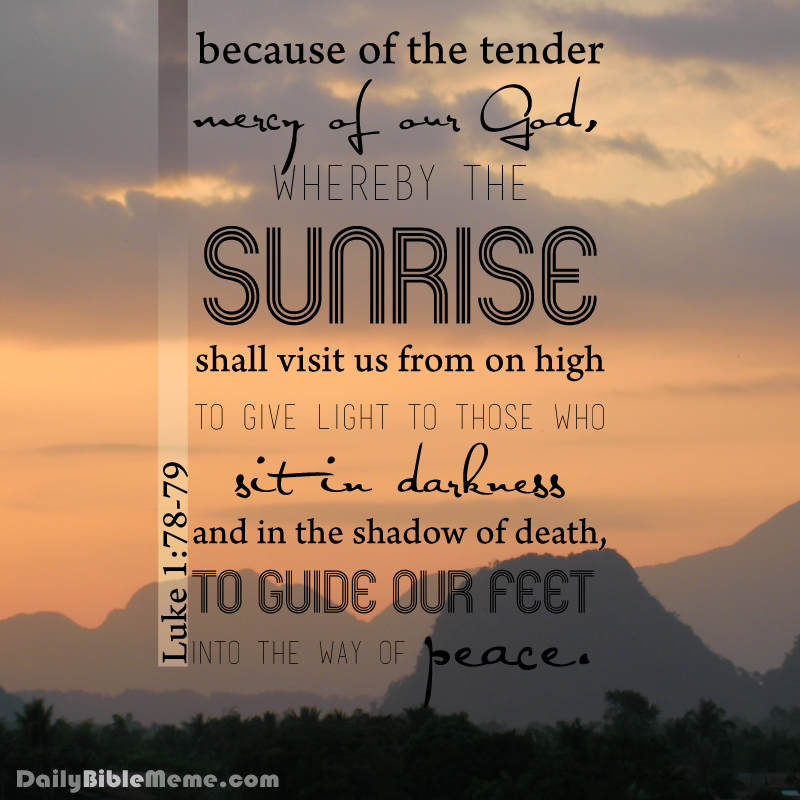 because of the tender
mercy of our God,
WHEREBY THE
SUNRISE
shall visit us from on high
TO GIVE LIGHT TO THOSE WHO
sit in darkness
and in the shadow of death,
TO GUIDE OUR FEET
INTO THE WAY OF peace.
Luke 1:78-79
DailyBibleMeme.com